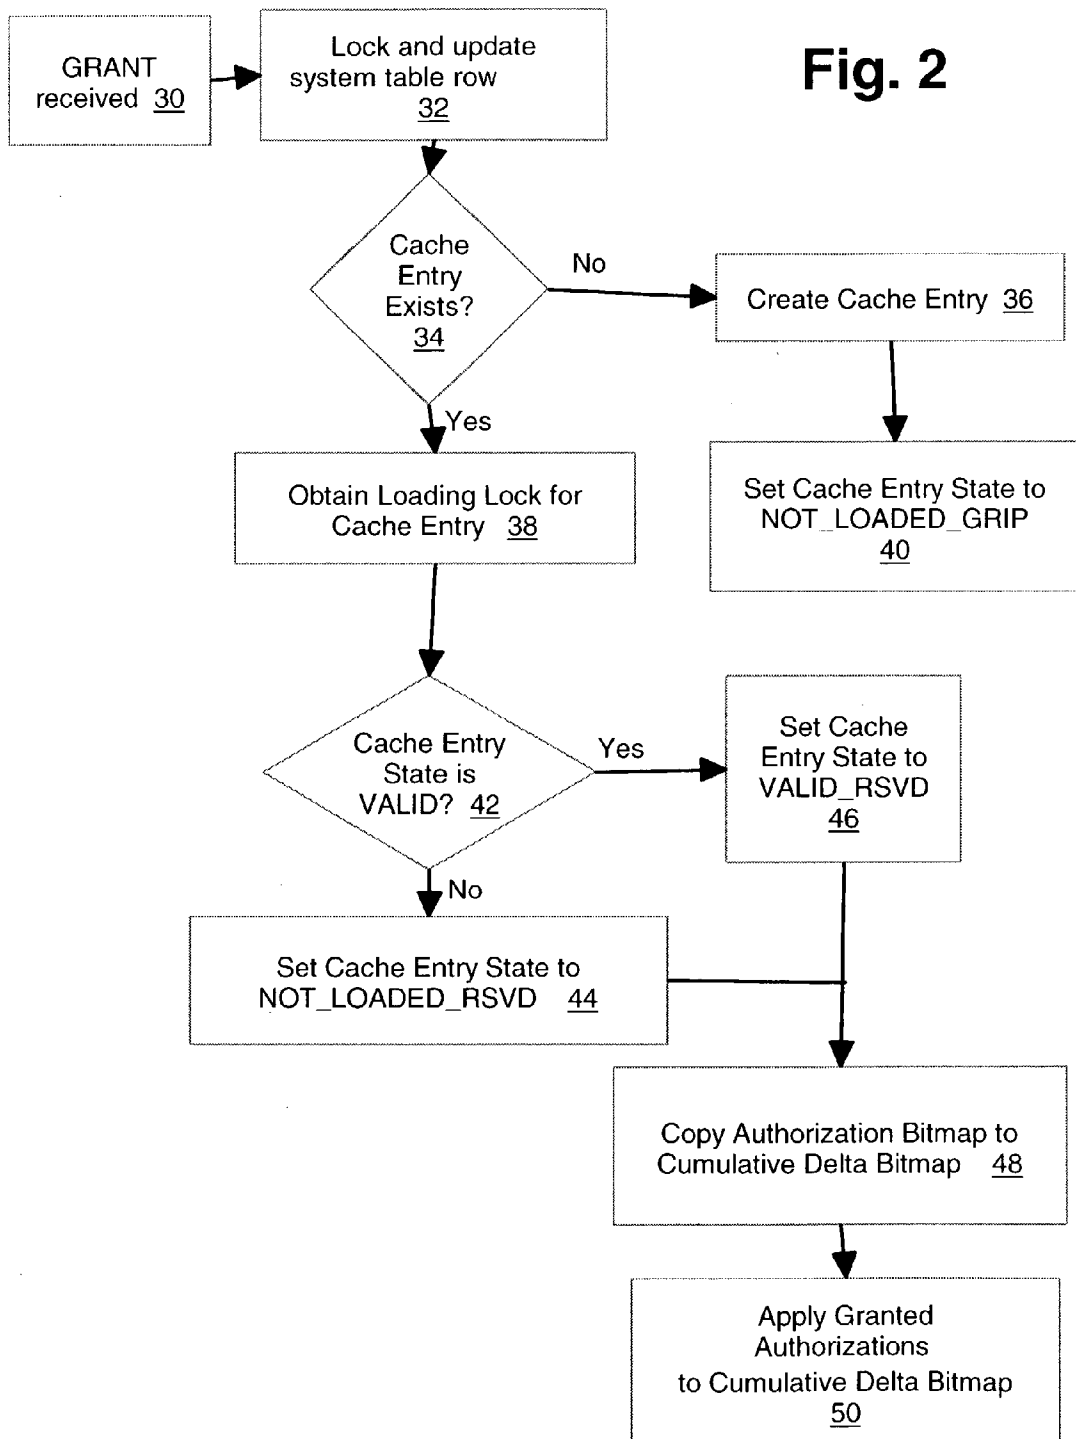 Fig. 2
GRANT
received 30
Lock and update
system table row
32
Cache
Entry
Exists?
34
No
Create Cache Entry 36
Yes
Set Cache Entry State to
NOT_LOADED_GRIP
40
Obtain Loading Lock for
Cache Entry 38
Cache Entry
State is
VALID? 42
Yes
Set Cache
Entry State to
VALID_RSVD
46
No
Set Cache Entry State to
NOT_LOADED_RSVD 44
Copy Authorization Bitmap to
Cumulative Delta Bitmap 48
Apply Granted
Authorizations
to Cumulative Delta Bitmap
50